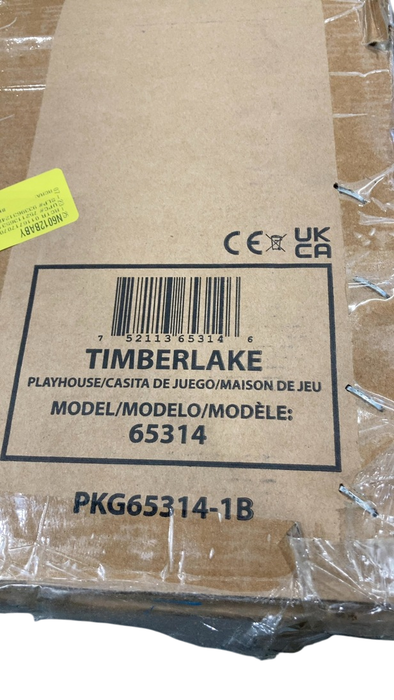 N6012BABY
CE UK
CA
7 52113 65314 6
TIMBERLAKE
PLAYHOUSE/CASITA DE JUEGO/MAISON DE JEU
MODEL/MODELO/MODÈLE:
65314
PKG65314-1B